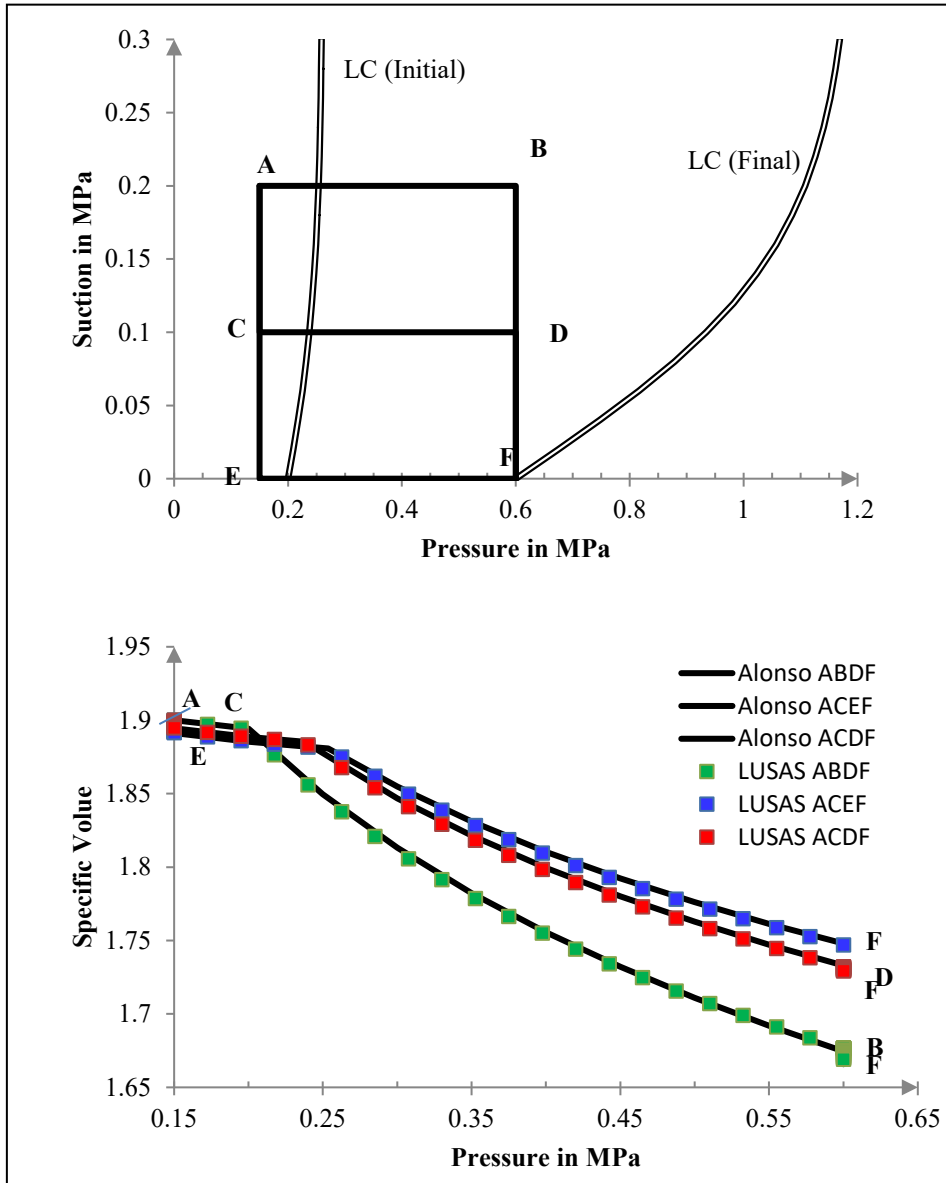 0.3
LC (Initial)
0.25
B
A
LC (Final)
0.2
Suction in MPa
0.15
C
D
0.1
0.05
F
E
0
0
0.2
0.4
0.6
0.8
1
1.2
Pressure in MPa
1.95
Alonso ABDF
A
C
Alonso ACEF
1.9
Alonso ACDF
E
LUSAS ABDF
LUSAS ACEF
1.85
LUSAS ACDF
Specific Volue
1.8
1.75
F
D
F
1.7
B
F
1.65
0.15
0.25
0.35
0.45
0.55
0.65
Pressure in MPa